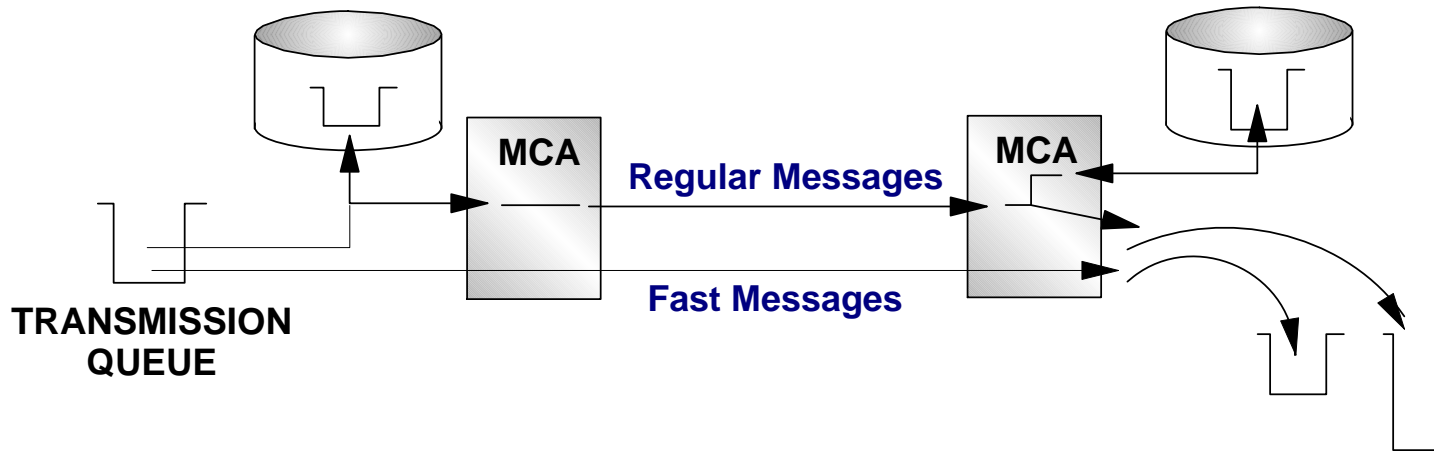 MCA
MCA
Regular Messages
Fast Messages
TRANSMISSION
QUEUE